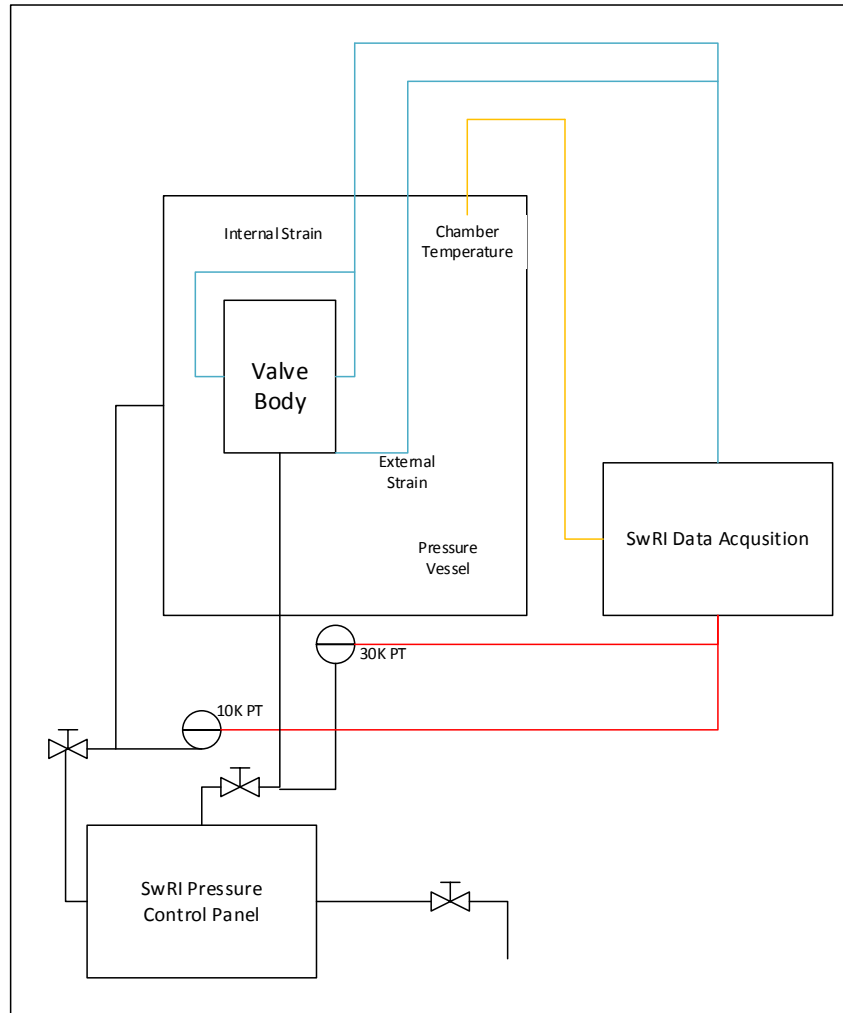 Internal Strain
Chamber
Temperature
Valve
Body
External
Strain
SwRI Data Acqusition
Pressure
Vessel
30K PT
10K PT
SwRI Pressure
Control Panel